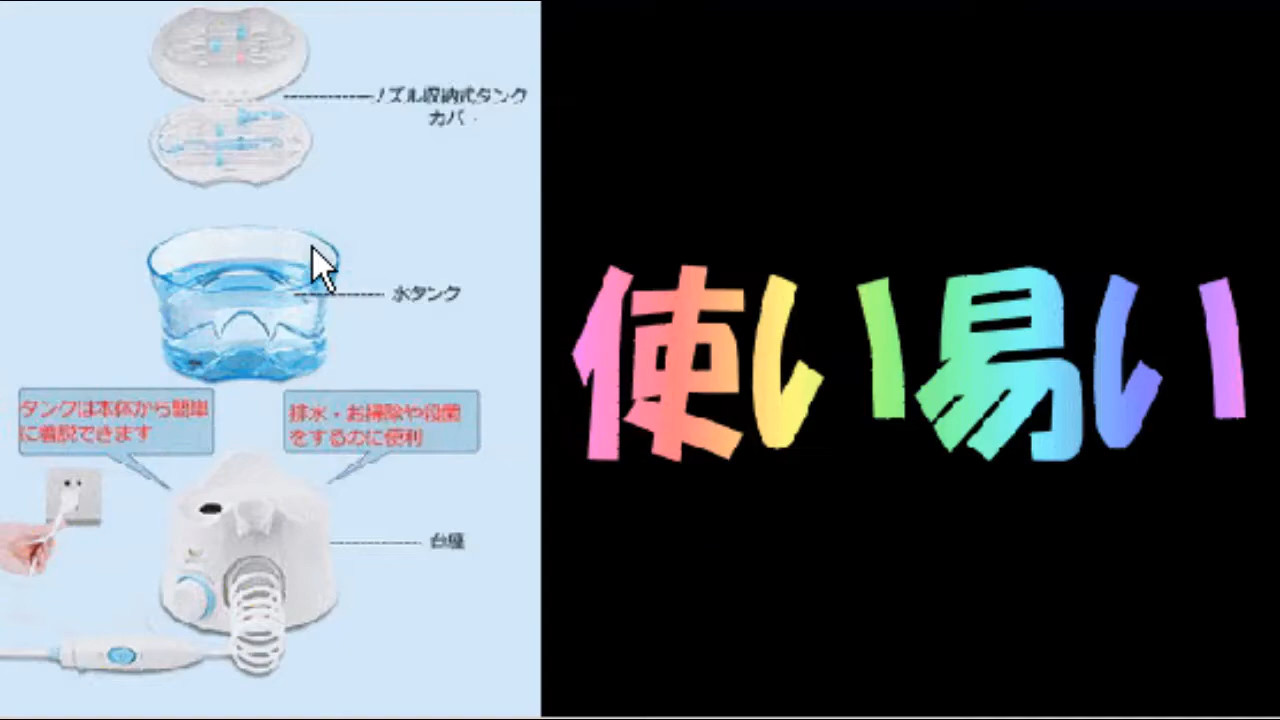 ノズル収納式タンク
カバー
水タンク
タンクは本体から簡単
に着脱できます
排水・お掃除や殺菌
をするのに便利
台座
使い易い